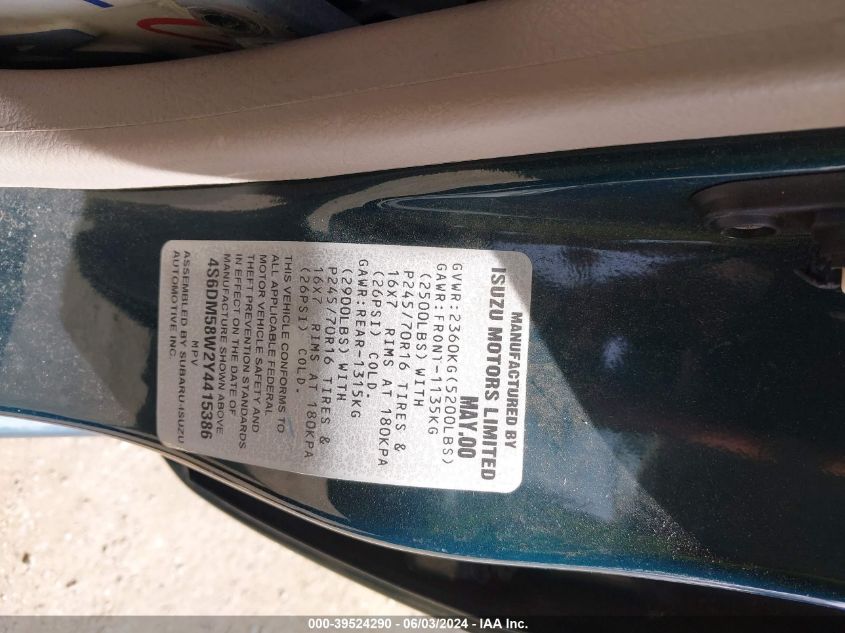 MANUFACTURED BY
ISUZU MOTORS LIMITED
MAY.00
GVWR:2360KG(5200LBS)
GAWR:FRONT-1135KG
(2500LBS) WITH
P245/70R16 TIRES &
16X7 RIMS AT 180KPA
(26PSI) COLD.
GAWR:REAR-1315KG
(2900LBS) WITH
P245/70R16 TIRES &
16X7 RIMS AT 180KPA
(26PSI) COLD.
THIS VEHICLE CONFORMS TO
ALL APPLICABLE FEDERAL
MOTOR VEHICLE SAFETY AND
THEFT PREVENTION STANDARDS
IN EFFECT ON THE DATE OF
MANUFACTURE SHOWN ABOVE
4S6DM58W2Y4415386
MPV
ASSEMBLED BY SUBARU-ISUZU
AUTOMOTIVE INC.
000-39524290 - 06/03/2024 - IAA Inc.